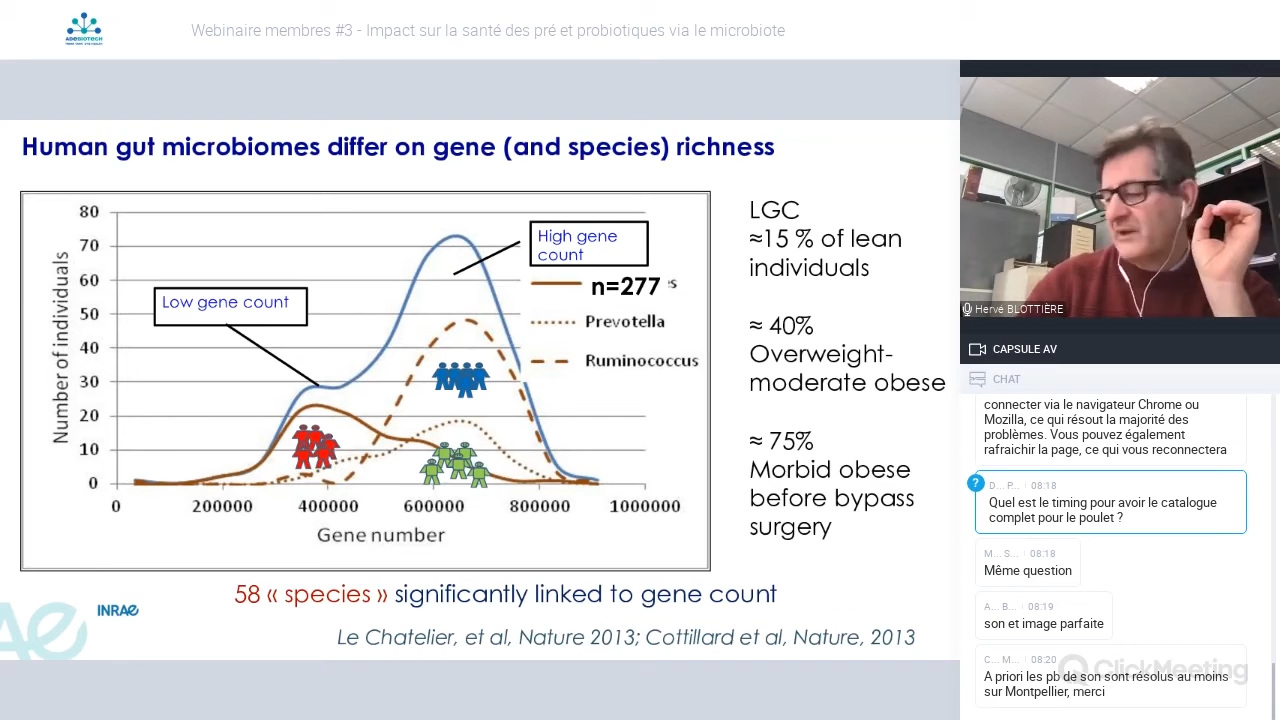 ADEBIOTECH
Webinaire membres #3 - Impact sur la santé des pré et probiotiques via le microbiote
Human gut microbiomes differ on gene (and species) richness
80
70
60
50
40
30
20
10
0
Number of individuals
0
200000
400000
600000
800000
1000000
Gene number
Low gene count
High gene
count
n=277
Prevotella
Ruminococcus
LGC
≈15 % of lean
individuals
≈ 40%
Overweight-
moderate obese
≈ 75%
Morbid obese
before bypass
surgery
58 « species » significantly linked to gene count
INRAE
Le Chatelier, et al, Nature 2013; Cottillard et al, Nature, 2013
Hervé BLOTTIÈRE
CAPSULE AV
CHAT
connecter via le navigateur Chrome ou
Mozilla, ce qui résout la majorité des
problèmes. Vous pouvez également
rafraichir la page, ce qui vous reconnectera
?
D... P... 08:18
Quel est le timing pour avoir le catalogue
complet pour le poulet ?
M... S... 08:18
Même question
A... B... 08:19
son et image parfaite
C... M... 08:20
A priori les pb de son sont résolus au moins
sur Montpellier, merci
ClickMeeting